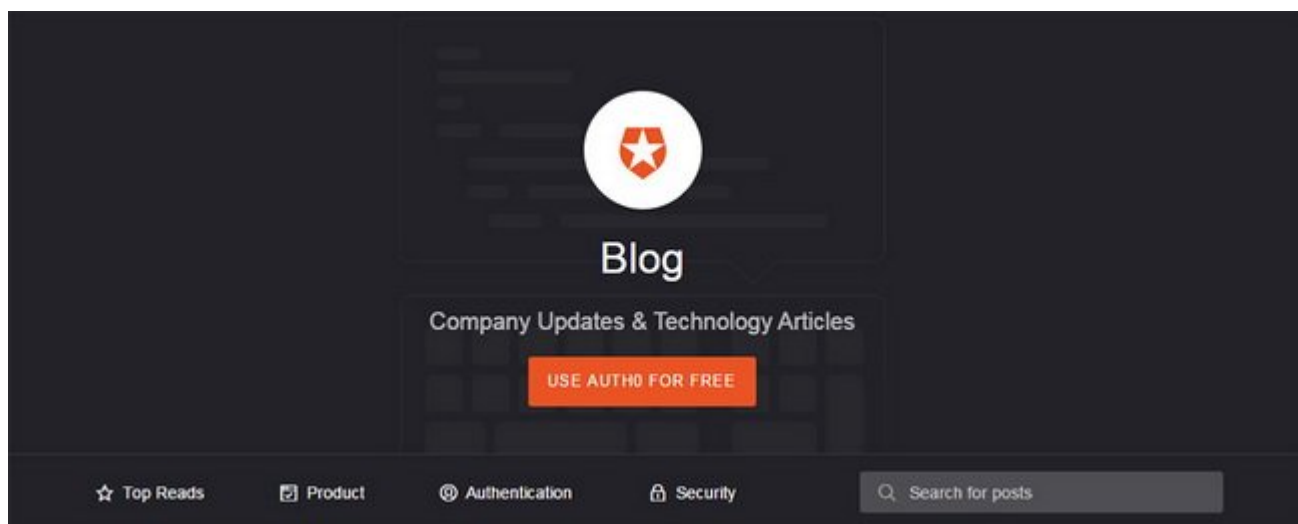 Blog
Company Updates & Technology Articles
USE AUTH0 FOR FREE
Top Reads Product Authentication Security Search for posts